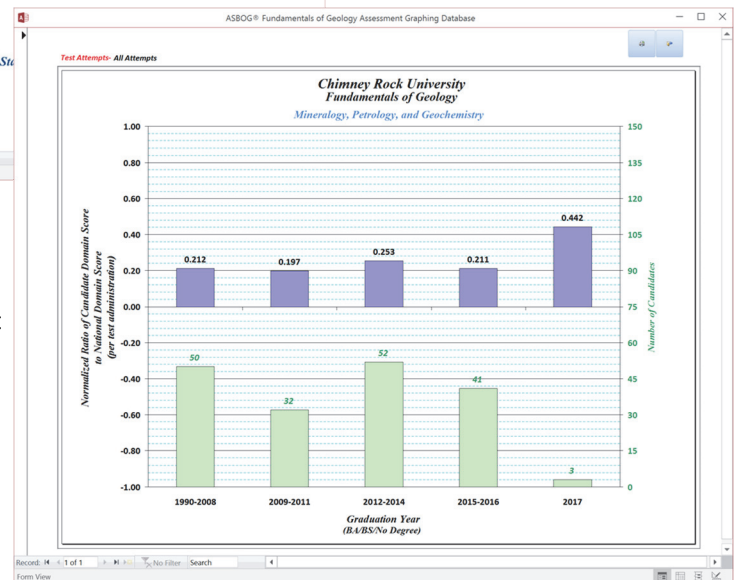 ASBOG® Fundamentals of Geology Assessment Graphing Database
Test Attempts- All Attempts
Chimney Rock University
Fundamentals of Geology
Mineralogy, Petrology, and Geochemistry
Normalized Ratio of Candidate Domain Score
to National Domain Score
(per test administration)
1.00
0.80
0.60
0.40
0.20
0.00
-0.20
-0.40
-0.60
-0.80
-1.00
0.212
0.197
0.253
0.211
0.442
50
32
52
41
3
150
135
120
105
90
75
60
45
30
15
0
Number of Candidates
1990-2008
2009-2011
2012-2014
2015-2016
2017
Graduation Year
(BA/BS/No Degree)
Record: 1 of 1 No Filter Search
Form View